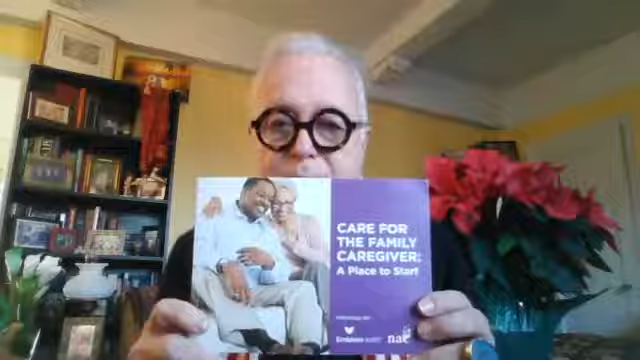 CARE FOR
THE FAMILY
CAREGIVER:
A Place to Start
nac